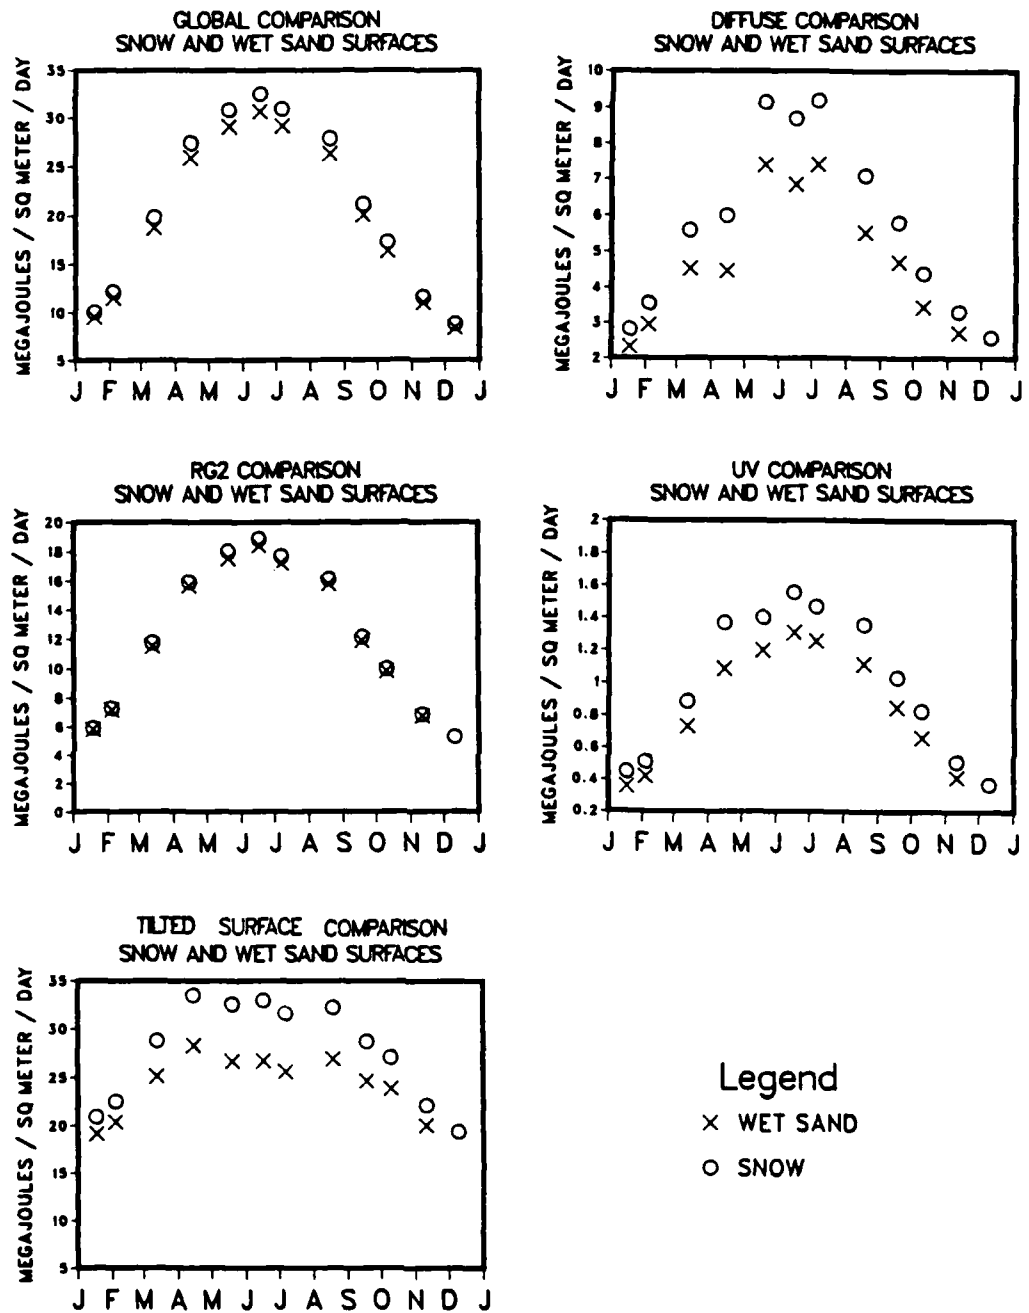 GLOBAL COMPARISON
SNOW AND WET SAND SURFACES
MEGAJOULES / SQ METER / DAY
35
30
25
20
15
10
5
J F M A M J J A S O N D J
DIFFUSE COMPARISON
SNOW AND WET SAND SURFACES
MEGAJOULES / SQ METER / DAY
10
9
8
7
6
5
4
3
2
J F M A M J J A S O N D J
RG2 COMPARISON
SNOW AND WET SAND SURFACES
MEGAJOULES / SQ METER / DAY
20
18
16
14
12
10
8
6
4
2
0
J F M A M J J A S O N D J
UV COMPARISON
SNOW AND WET SAND SURFACES
MEGAJOULES / SQ METER / DAY
2
1.8
1.6
1.4
1.2
1
0.8
0.6
0.4
0.2
J F M A M J J A S O N D J
TILTED SURFACE COMPARISON
SNOW AND WET SAND SURFACES
MEGAJOULES / SQ METER / DAY
35
30
25
20
15
10
5
J F M A M J J A S O N D J
Legend
WET SAND
SNOW